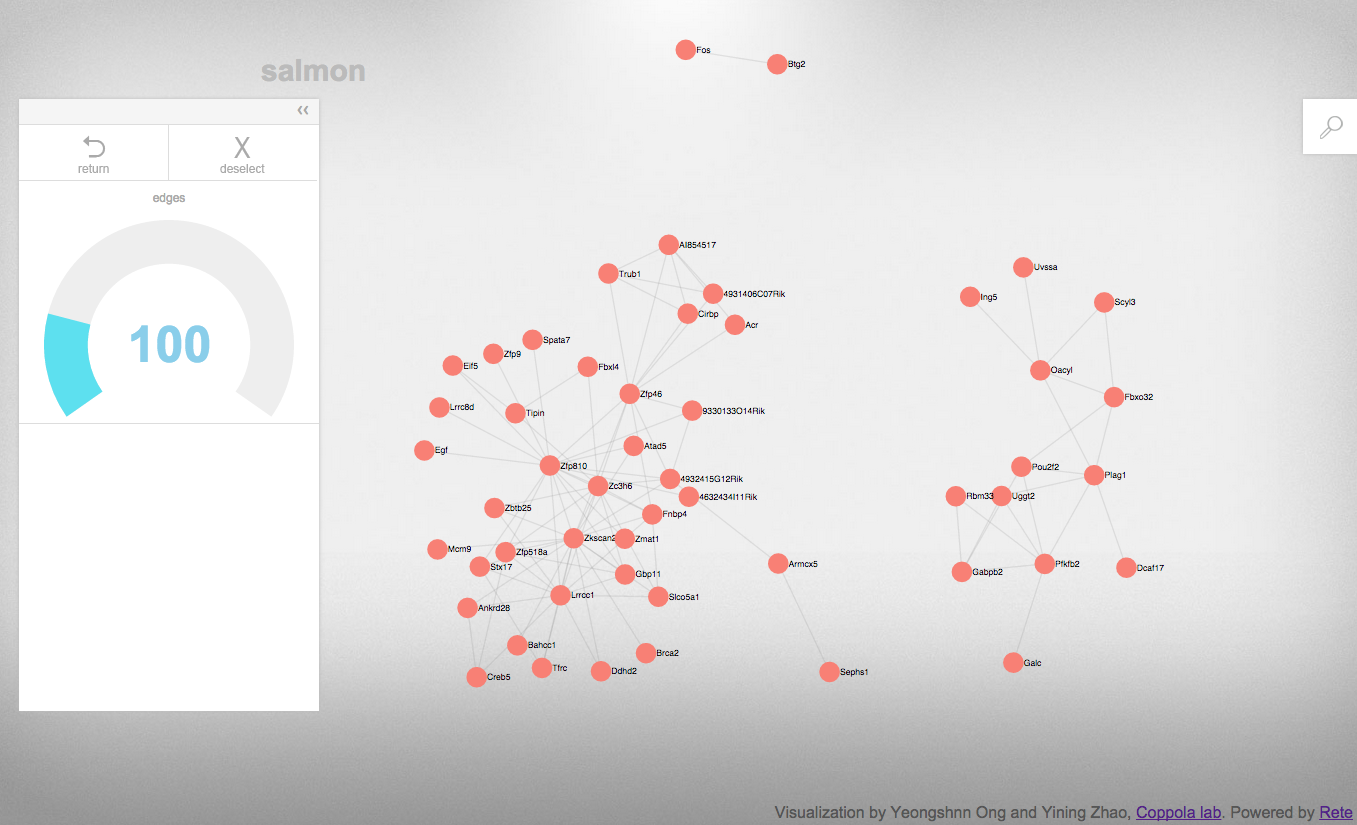 Fos
Btg2
salmon
«
return
X
deselect
edges
100
AI854517
Trub1
4931406C07Rik
Cirbp
Acr
Spata7
Zfp9
Eif5
Fbxl4
Zfp46
Lrrc8d
Tipin
9330133O14Rik
Egf
Atad5
Zfp810
4932415G12Rik
Zc3h6
4632434I11Rik
Zbtb25
Fnbp4
Zkscan2
Zmat1
Mcm9
Zfp518a
Stx17
Gbp11
Armcx5
Lrrc1
Slco5a1
Ankrd28
Bahcc1
Brca2
Tfrc
Ddhd2
Creb5
Sephs1
Uvssa
Ing5
Scyl3
Oacyl
Fbxo32
Pou2f2
Plag1
Rbm33
Uggt2
Gabpb2
Pfkfb2
Dcaf17
Galc
Visualization by Yeongshnn Ong and Yining Zhao, Coppola lab. Powered by Rete